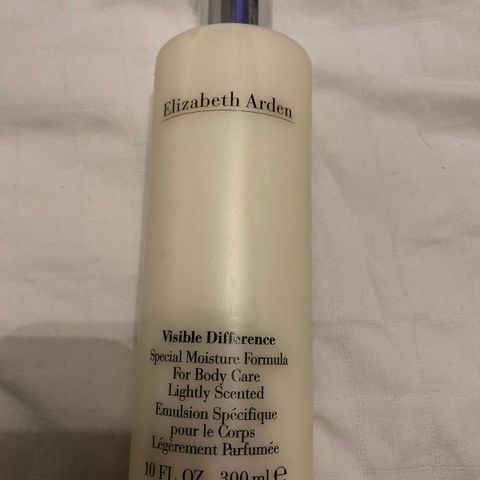 Elizabeth Arden
Visible Difference
Special Moisture Formula
For Body Care
Lightly Scented
Emulsion Spécifique
pour le Corps
Légèrement Parfumée
10 FL.OZ. 300 ml ℮